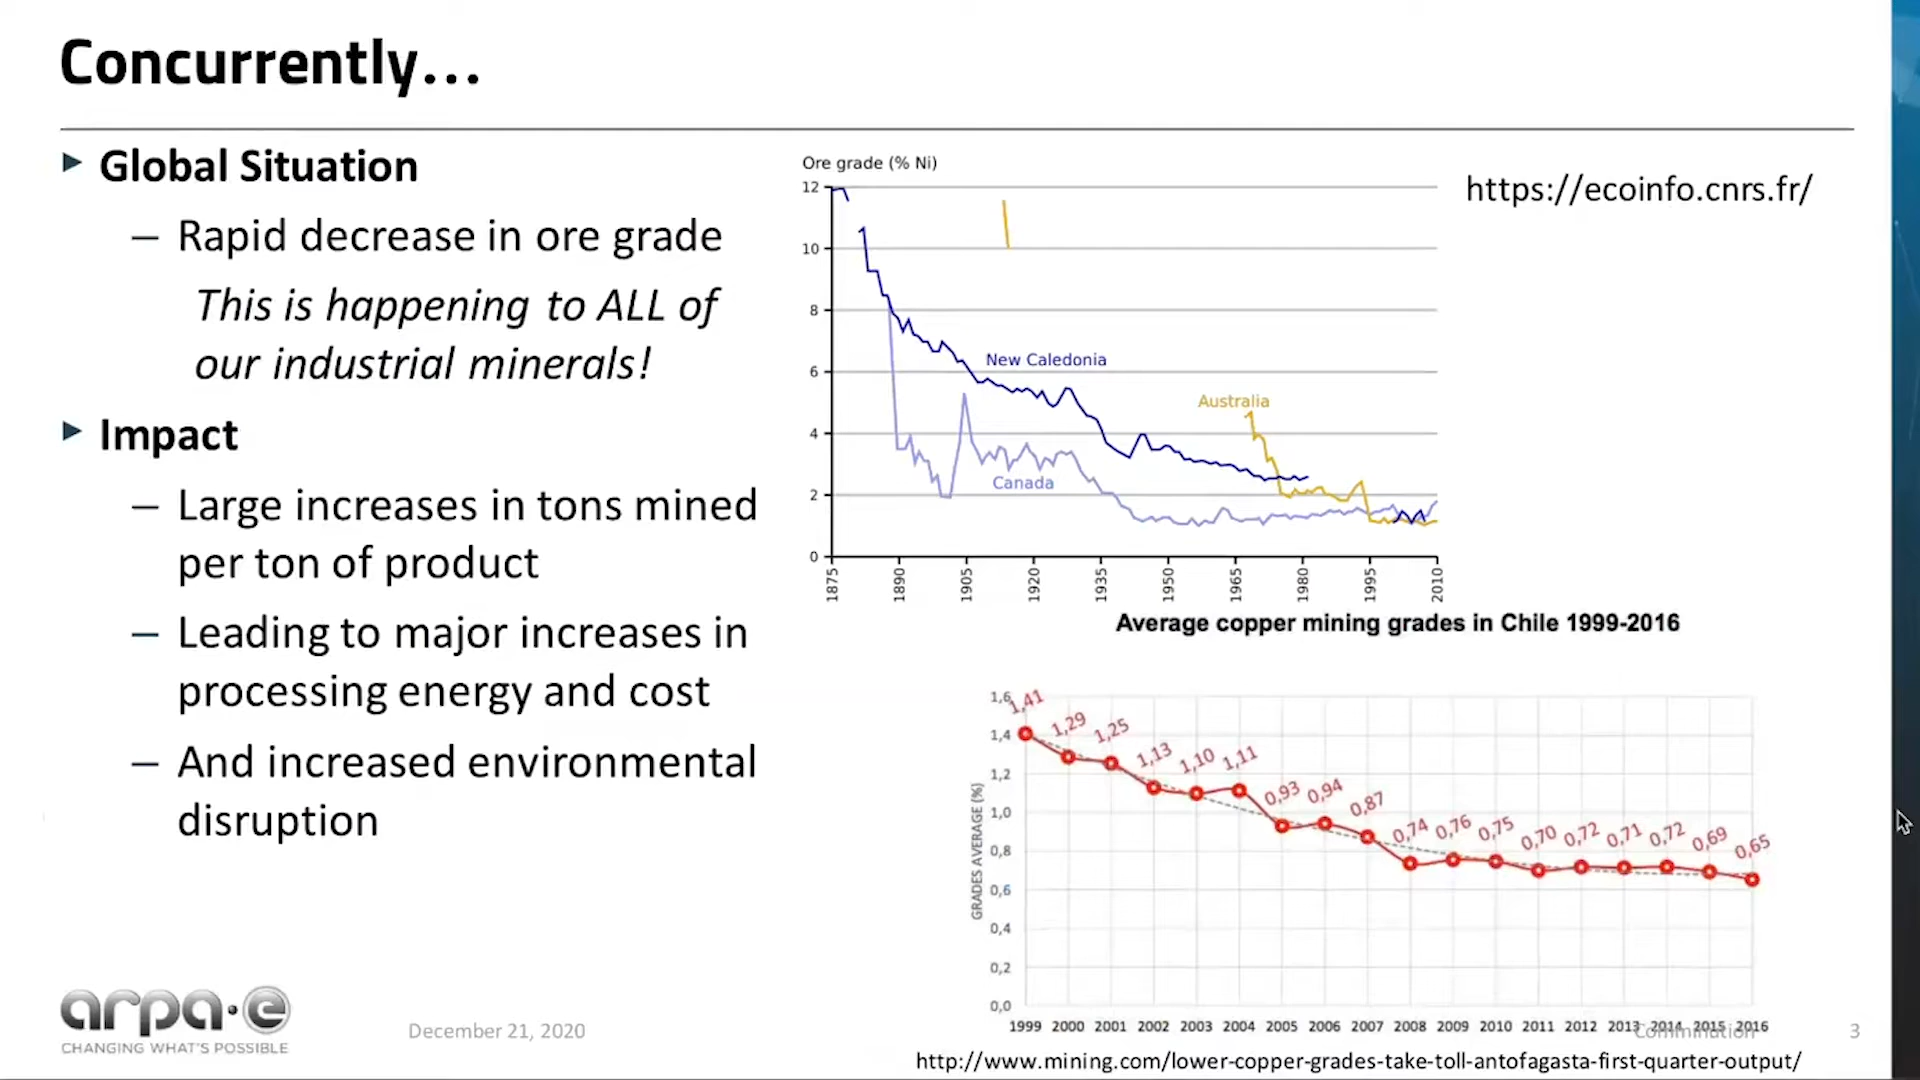 Concurrently...
Global Situation
– Rapid decrease in ore grade
This is happening to ALL of
our industrial minerals!
Impact
– Large increases in tons mined
per ton of product
– Leading to major increases in
processing energy and cost
– And increased environmental
disruption
Ore grade (% Ni)
https://ecoinfo.cnrs.fr/
12
10
8
6
4
2
0
New Caledonia
Australia
Canada
1875 1890 1905 1920 1935 1950 1965 1980 1995 2010
Average copper mining grades in Chile 1999-2016
GRADES AVERAGE (%)
1,6
1,4
1,2
1,0
0,8
0,6
0,4
0,2
0,0
1,41 1,29 1,25 1,13 1,10 1,11 0,93 0,94 0,87 0,74 0,76 0,75 0,70 0,72 0,71 0,72 0,69 0,65
1999 2000 2001 2002 2003 2004 2005 2006 2007 2008 2009 2010 2011 2012 2013 2014 2015 2016
http://www.mining.com/lower-copper-grades-take-toll-antofagasta-first-quarter-output/
arpa·e
CHANGING WHAT'S POSSIBLE
December 21, 2020
Comminution
3